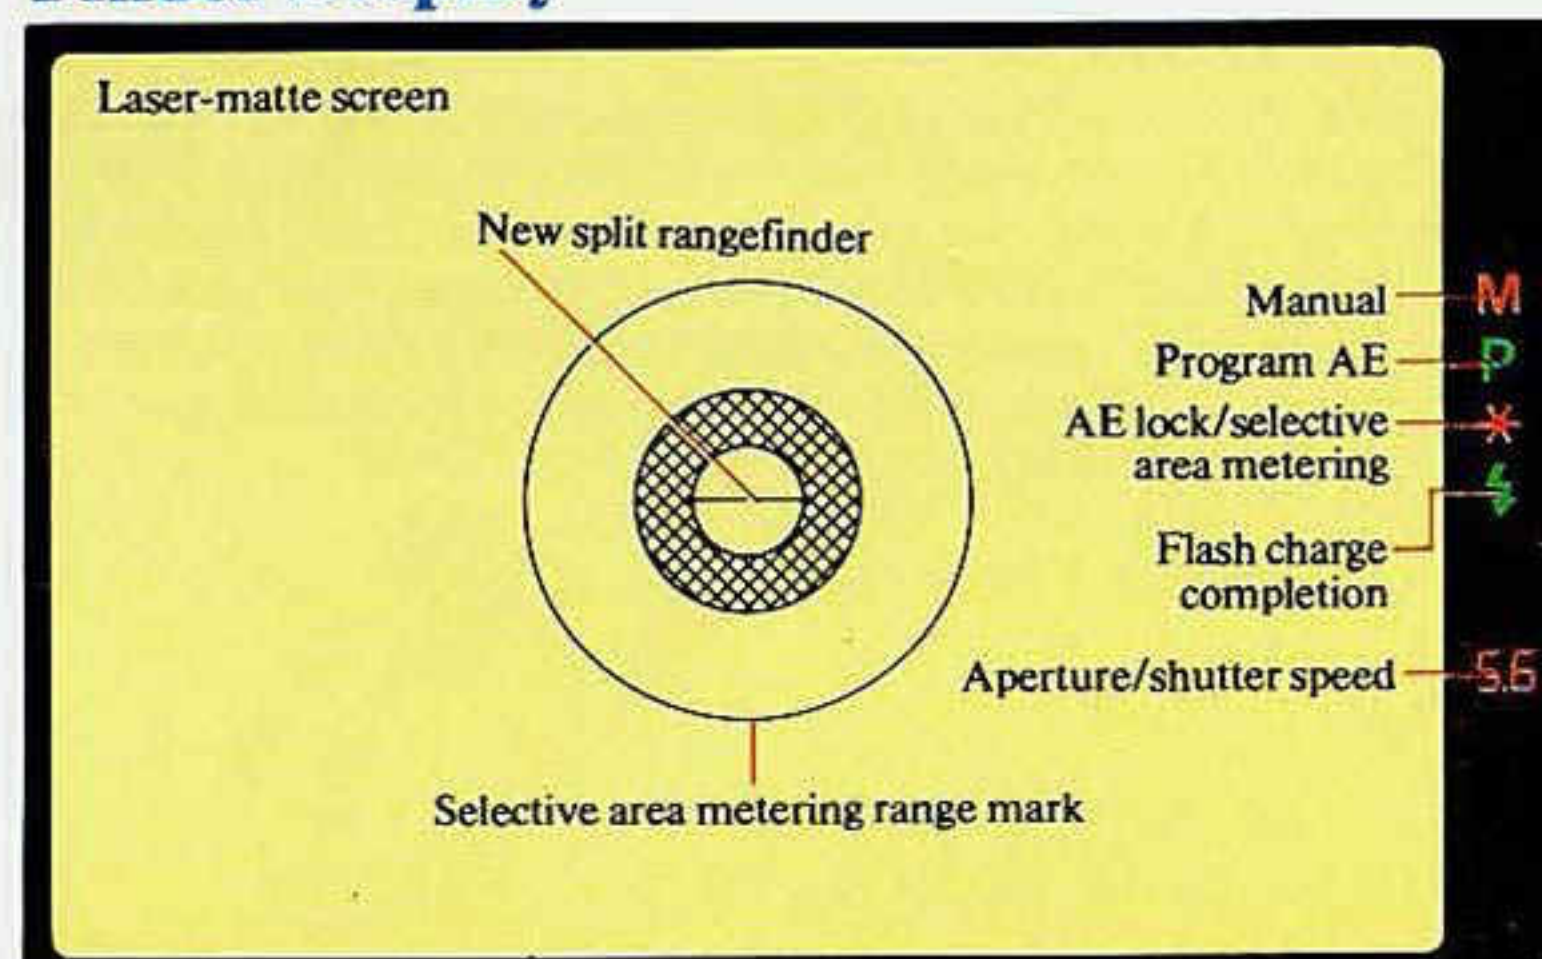 Laser-matte screen
New split rangefinder
Manual
M
Program AE
P
AE lock/selective
area metering
Flash charge
completion
Aperture/shutter speed
5.6
Selective area metering range mark